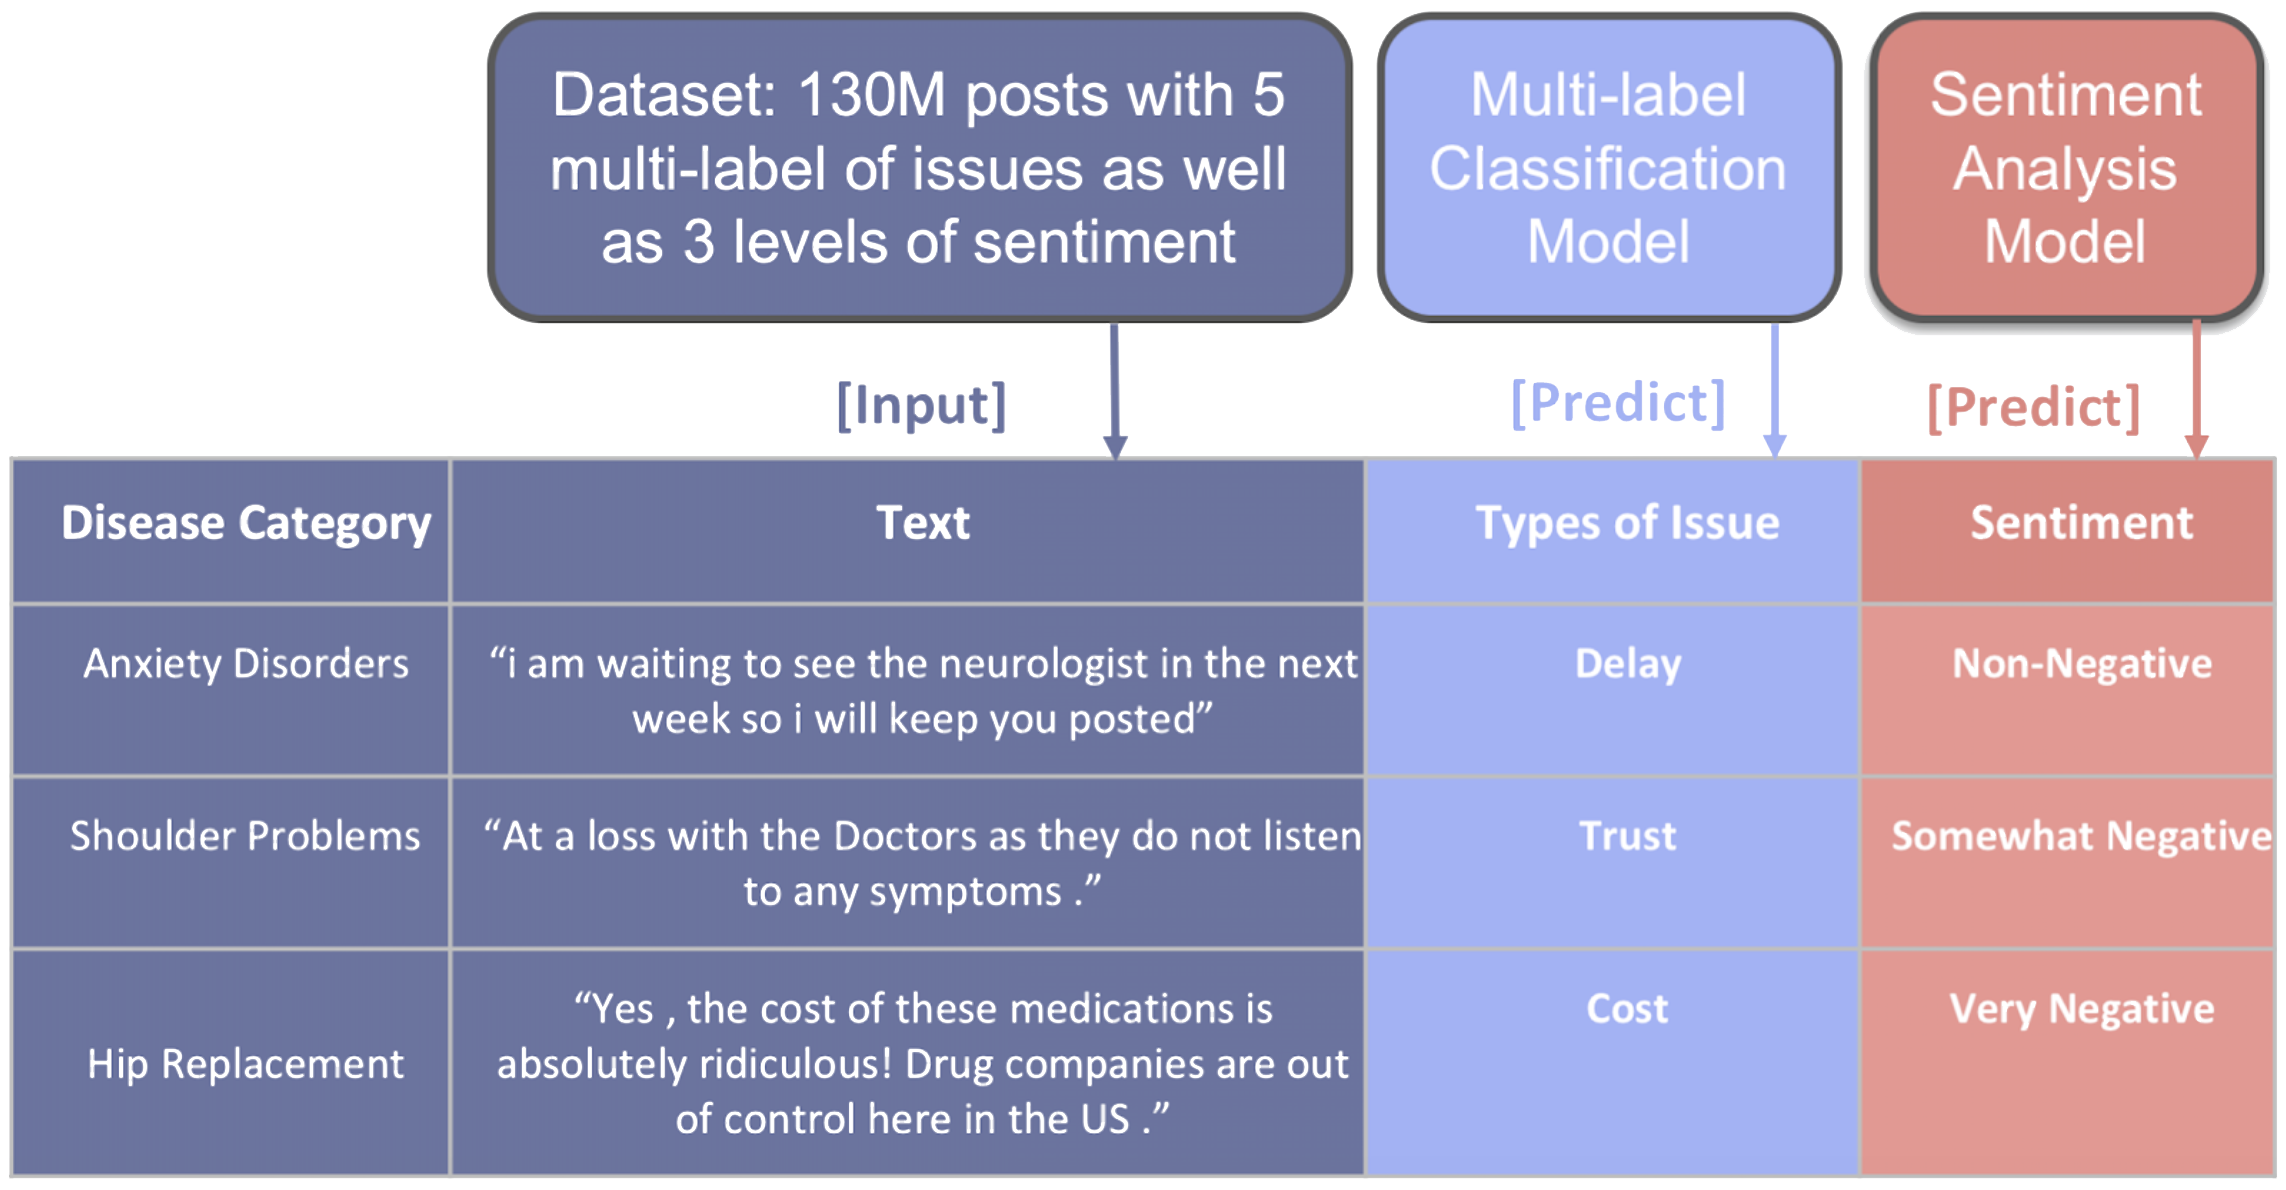 Dataset: 130M posts with 5
multi-label of issues as well
as 3 levels of sentiment
Multi-label
Classification
Model
Sentiment
Analysis
Model
[Input]
[Predict]
[Predict]
Disease Category
Text
Types of Issue
Sentiment
Anxiety Disorders
“i am waiting to see the neurologist in the next
week so i will keep you posted”
Delay
Non-Negative
Shoulder Problems
“At a loss with the Doctors as they do not listen
to any symptoms .”
Trust
Somewhat Negative
Hip Replacement
“Yes , the cost of these medications is
absolutely ridiculous! Drug companies are out
of control here in the US .”
Cost
Very Negative